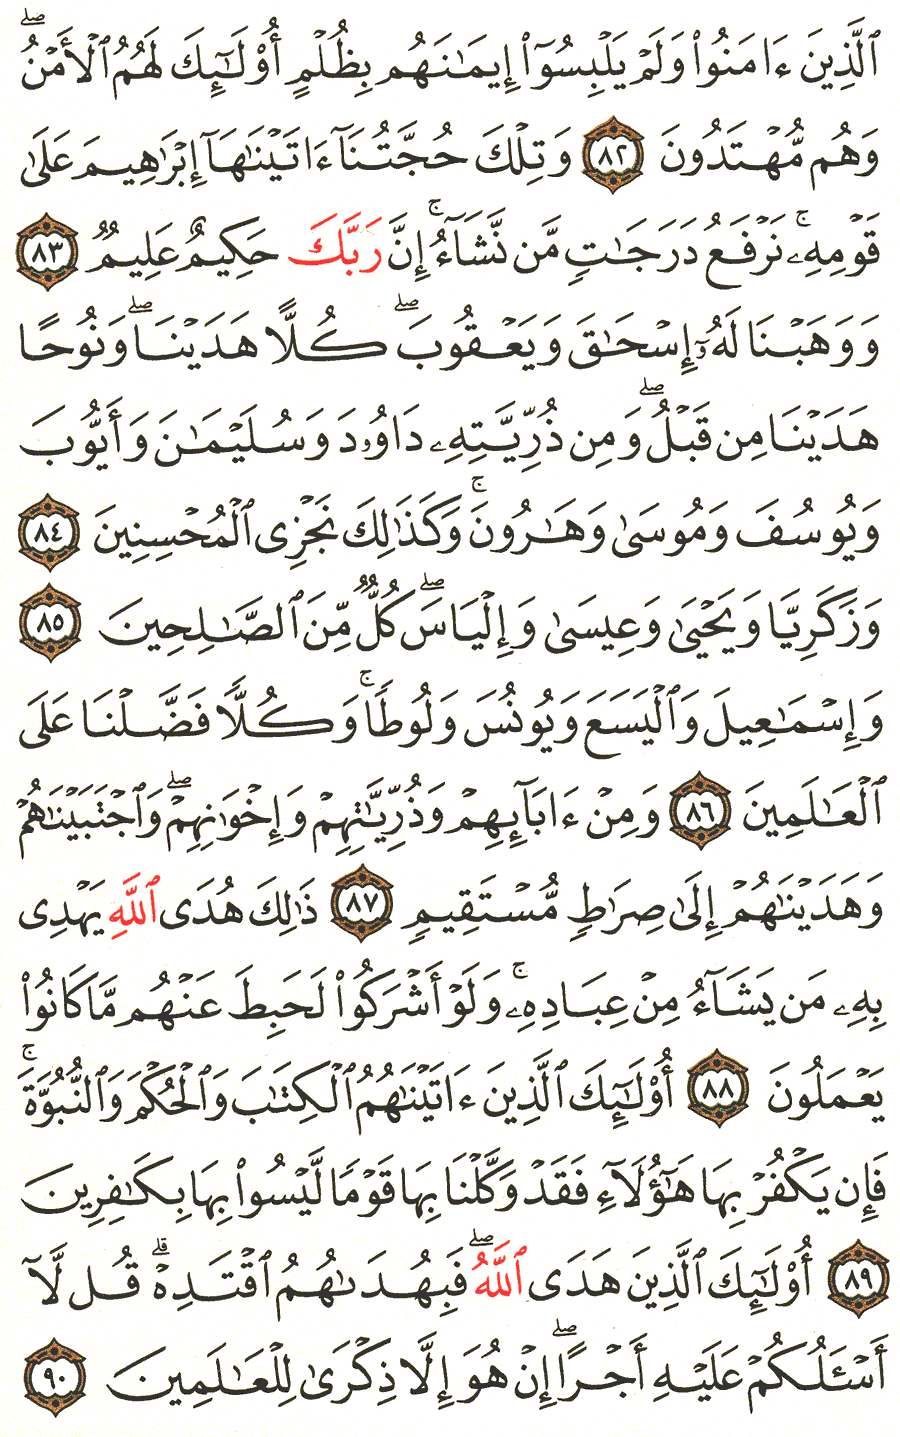 ٱلَّذِينَ ءَامَنُوا۟ وَلَمْ يَلْبِسُوٓا۟ إِيمَـٰنَهُم بِظُلْمٍ أُو۟لَـٰٓئِكَ لَهُمُ ٱلْأَمْنُ ۖ
وَهُم مُّهْتَدُونَ ٨٢ وَتِلْكَ حُجَّتُنَآ ءَاتَيْنَـٰهَآ إِبْرَٰهِيمَ عَلَىٰ
قَوْمِهِۦ ۚ نَرْفَعُ دَرَجَـٰتٍ مَّن نَّشَآءُ ۚ إِنَّ رَبَّكَ حَكِيمٌ عَلِيمٌ ٨٣
وَوَهَبْنَا لَهُۥٓ إِسْحَـٰقَ وَيَعْقُوبَ ۖ كُلًّا هَدَيْنَا ۖ وَنُوحًا
هَدَيْنَا مِن قَبْلُ ۖ وَمِن ذُرِّيَّتِهِۦ دَاوُۥدَ وَسُلَيْمَـٰنَ وَأَيُّوبَ
وَيُوسُفَ وَمُوسَىٰ وَهَـٰرُونَ ۚ وَكَذَٰلِكَ نَجْزِى ٱلْمُحْسِنِينَ ٨٤
وَزَكَرِيَّا وَيَحْيَىٰ وَعِيسَىٰ وَإِلْيَاسَ ۖ كُلٌّ مِّنَ ٱلصَّـٰلِحِينَ ٨٥
وَإِسْمَـٰعِيلَ وَٱلْيَسَعَ وَيُونُسَ وَلُوطًا ۚ وَكُلًّا فَضَّلْنَا عَلَى
ٱلْعَـٰلَمِينَ ٨٦ وَمِنْ ءَابَآئِهِمْ وَذُرِّيَّـٰتِهِمْ وَإِخْوَٰنِهِمْ ۖ وَٱجْتَبَيْنَـٰهُمْ
وَهَدَيْنَـٰهُمْ إِلَىٰ صِرَٰطٍ مُّسْتَقِيمٍ ٨٧ ذَٰلِكَ هُدَى ٱللَّهِ يَهْدِى
بِهِۦ مَن يَشَآءُ مِنْ عِبَادِهِۦ ۚ وَلَوْ أَشْرَكُوا۟ لَحَبِطَ عَنْهُم مَّا كَانُوا۟
يَعْمَلُونَ ٨٨ أُو۟لَـٰٓئِكَ ٱلَّذِينَ ءَاتَيْنَـٰهُمُ ٱلْكِتَـٰبَ وَٱلْحُكْمَ وَٱلنُّبُوَّةَ ۚ
فَإِن يَكْفُرْ بِهَا هَـٰٓؤُلَآءِ فَقَدْ وَكَّلْنَا بِهَا قَوْمًا لَّيْسُوا۟ بِهَا بِكَـٰفِرِينَ
٨٩ أُو۟لَـٰٓئِكَ ٱلَّذِينَ هَدَى ٱللَّهُ ۖ فَبِهُدَىٰهُمُ ٱقْتَدِهْ ۗ قُل لَّآ
أَسْـَٔلُكُمْ عَلَيْهِ أَجْرًا ۖ إِنْ هُوَ إِلَّا ذِكْرَىٰ لِلْعَـٰلَمِينَ ٩٠